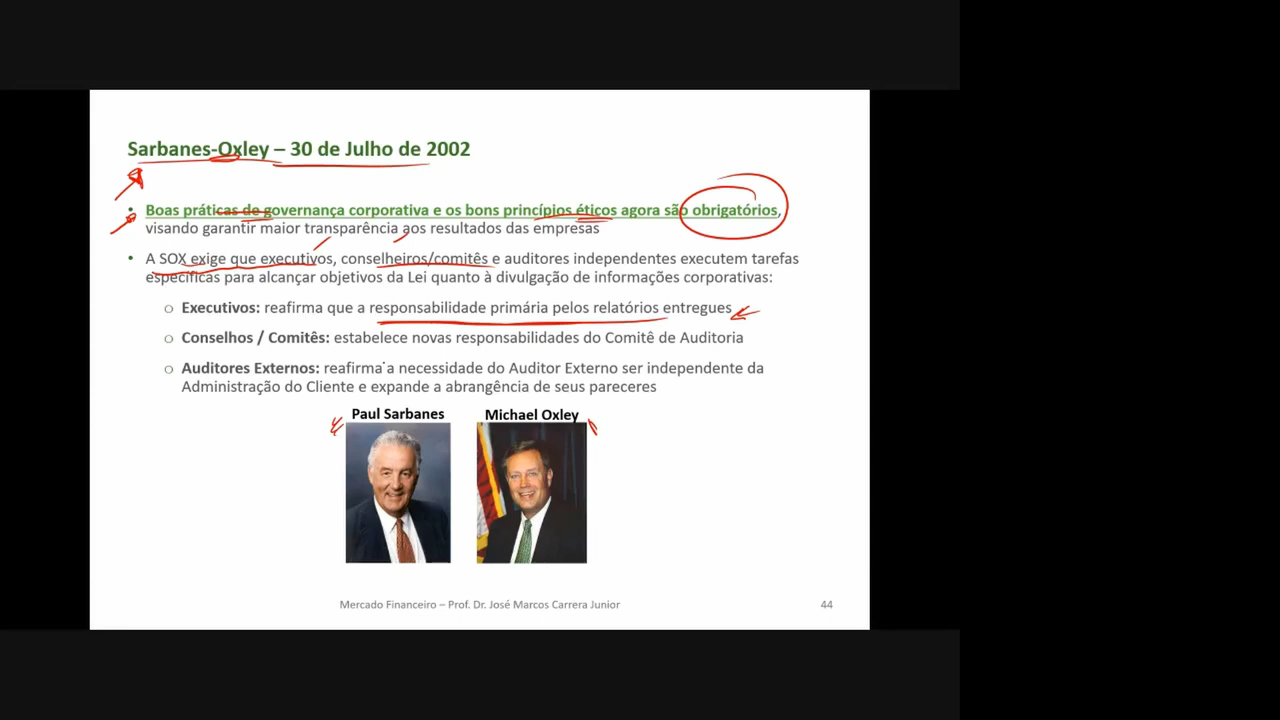 Sarbanes-Oxley – 30 de Julho de 2002
• Boas práticas de governança corporativa e os bons princípios éticos agora são obrigatórios,
visando garantir maior transparência aos resultados das empresas
• A SOX exige que executivos, conselheiros/comitês e auditores independentes executem tarefas
específicas para alcançar objetivos da Lei quanto à divulgação de informações corporativas:
o Executivos: reafirma que a responsabilidade primária pelos relatórios entregues
o Conselhos / Comitês: estabelece novas responsabilidades do Comitê de Auditoria
o Auditores Externos: reafirma a necessidade do Auditor Externo ser independente da
Administração do Cliente e expande a abrangência de seus pareceres
Paul Sarbanes Michael Oxley
Mercado Financeiro – Prof. Dr. José Marcos Carrera Junior 44